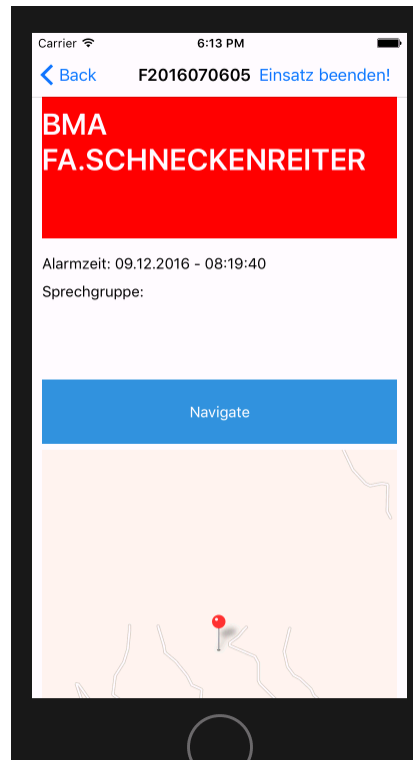 Carrier 6:13 PM
Back F2016070605 Einsatz beenden!
BMA
FA.SCHNECKENREITER
Alarmzeit: 09.12.2016 - 08:19:40
Sprechgruppe:
Navigate